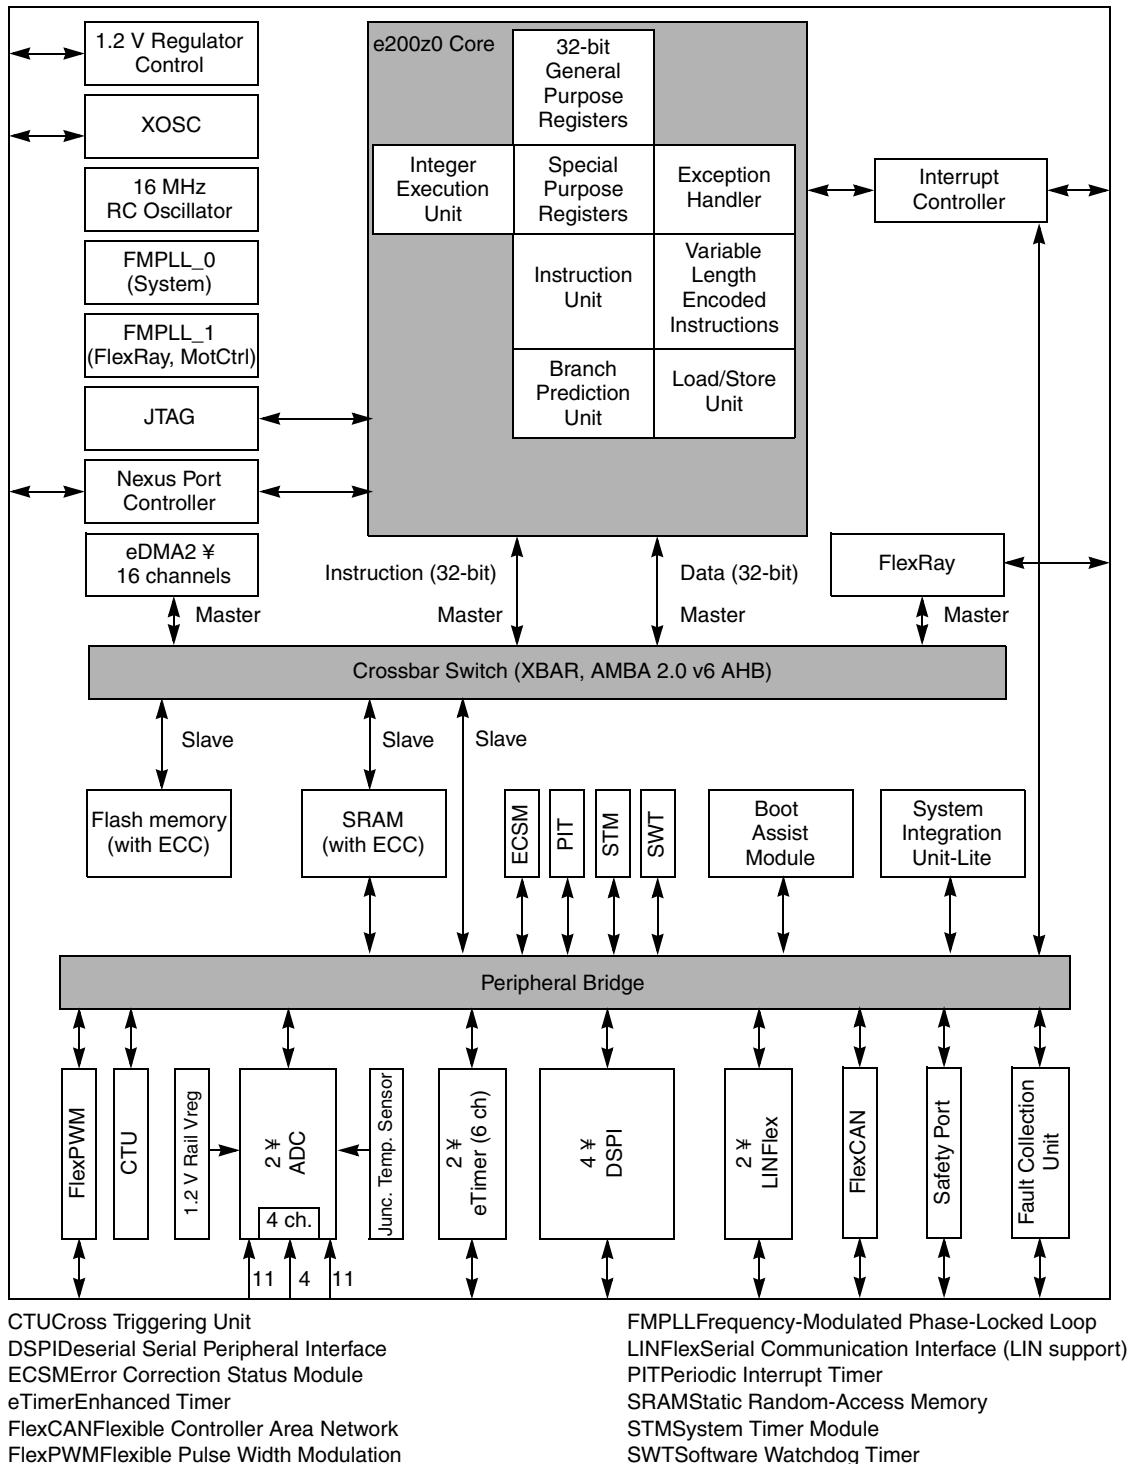 1.2 V Regulator
Control
XOSC
16 MHz
RC Oscillator
FMPLL_0
(System)
FMPLL_1
(FlexRay, MotCtrl)
JTAG
Nexus Port
Controller
eDMA2 ¥
16 channels
e200z0 Core
32-bit
General
Purpose
Registers
Integer
Execution
Unit
Special
Purpose
Registers
Exception
Handler
Instruction
Unit
Variable
Length
Encoded
Instructions
Branch
Prediction
Unit
Load/Store
Unit
Interrupt
Controller
FlexRay
Instruction (32-bit)
Data (32-bit)
Master
Master
Master
Master
Crossbar Switch (XBAR, AMBA 2.0 v6 AHB)
Slave
Slave
Slave
Flash memory
(with ECC)
SRAM
(with ECC)
ECSM
PIT
STM
SWT
Boot
Assist
Module
System
Integration
Unit-Lite
Peripheral Bridge
FlexPWM
CTU
1.2 V Rail Vreg
2 ¥
ADC
4 ch.
Junc. Temp. Sensor
2 ¥
eTimer (6 ch)
4 ¥
DSPI
2 ¥
LINFlex
FlexCAN
Safety Port
Fault Collection
Unit
11
4
11
CTUCross Triggering Unit
DSPIDeserial Serial Peripheral Interface
ECSMError Correction Status Module
eTimerEnhanced Timer
FlexCANFlexible Controller Area Network
FlexPWMFlexible Pulse Width Modulation
FMPLLFrequency-Modulated Phase-Locked Loop
LINFlexSerial Communication Interface (LIN support)
PITPeriodic Interrupt Timer
SRAMStatic Random-Access Memory
STMSystem Timer Module
SWTSoftware Watchdog Timer